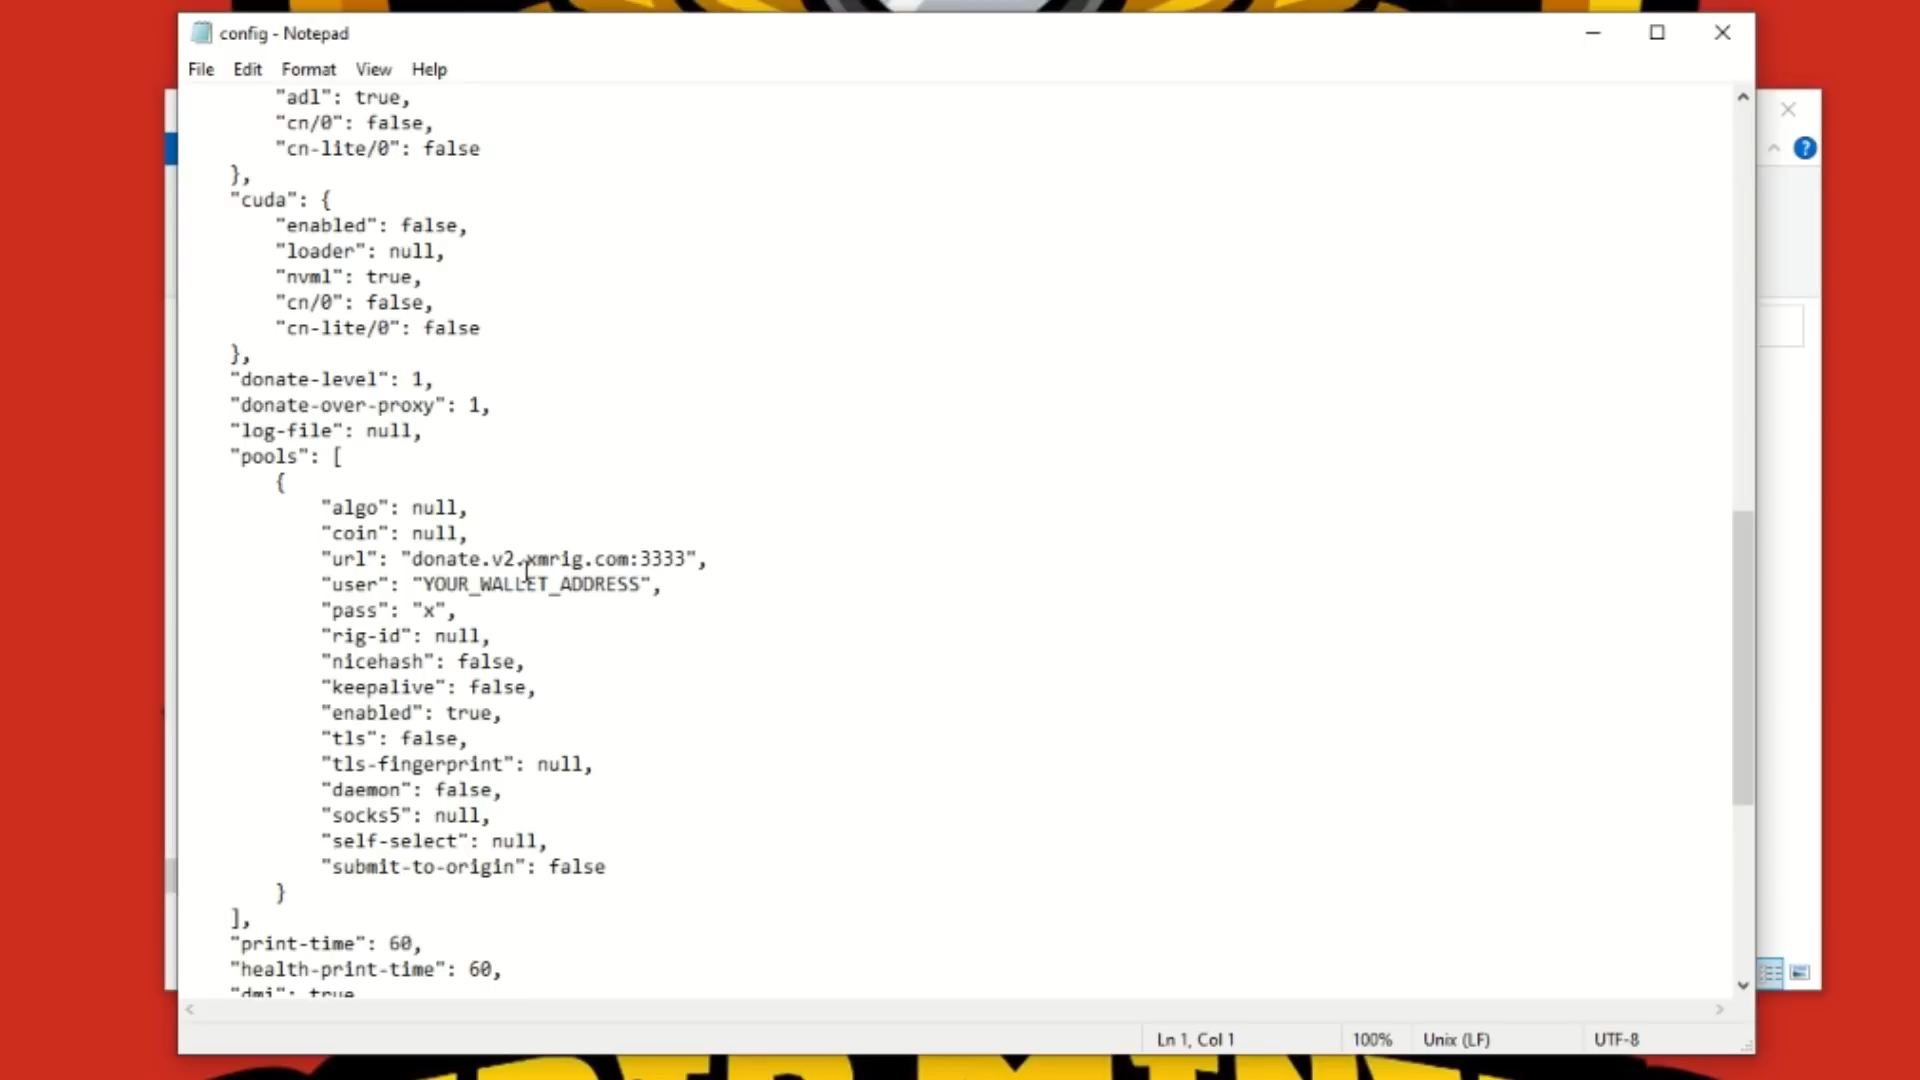 config - Notepad
File Edit Format View Help
"adl": true,
"cn/0": false,
"cn-lite/0": false
},
"cuda": {
"enabled": false,
"loader": null,
"nvml": true,
"cn/0": false,
"cn-lite/0": false
},
"donate-level": 1,
"donate-over-proxy": 1,
"log-file": null,
"pools": [
{
"algo": null,
"coin": null,
"url": "donate.v2.xmrig.com:3333",
"user": "YOUR_WALLET_ADDRESS",
"pass": "x",
"rig-id": null,
"nicehash": false,
"keepalive": false,
"enabled": true,
"tls": false,
"tls-fingerprint": null,
"daemon": false,
"socks5": null,
"self-select": null,
"submit-to-origin": false
}
],
"print-time": 60,
"health-print-time": 60,
"dmi": true
Ln 1, Col 1 100% Unix (LF) UTF-8